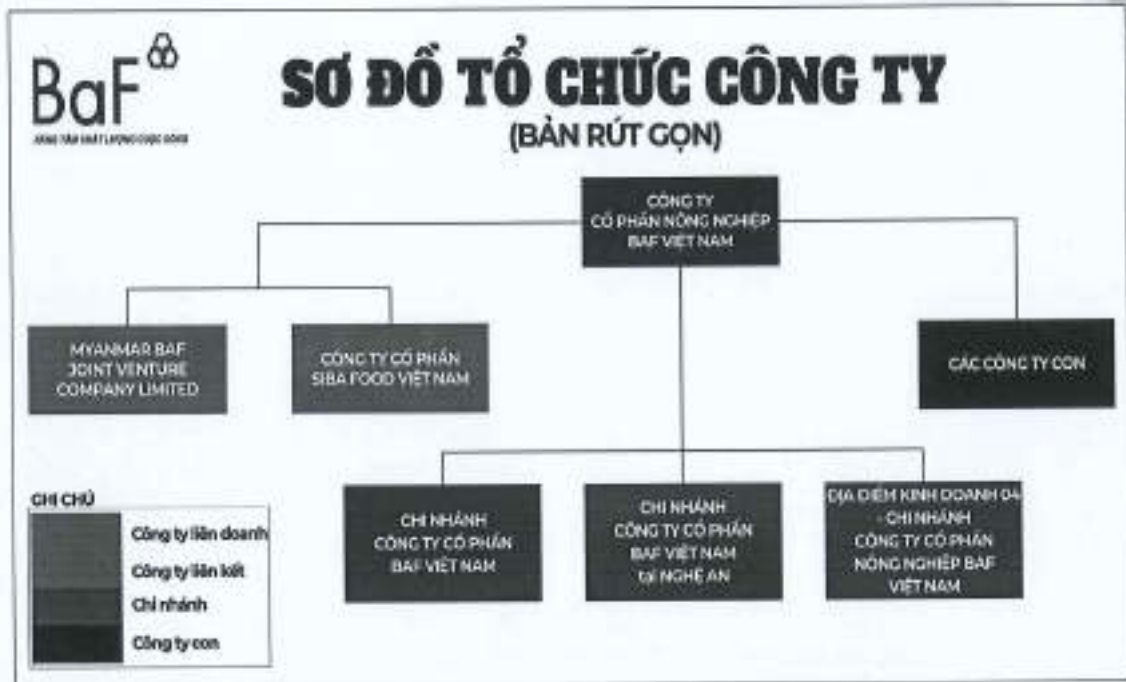 BaF
SƠ ĐỒ TỔ CHỨC CÔNG TY
(BẢN RÚT GỌN)
CÔNG TY
CỔ PHẦN NÔNG NGHIỆP
BAF VIỆT NAM
MYANMAR BAF
JOINT VENTURE
COMPANY LIMITED
CÔNG TY CỔ PHẦN
SIBA FOOD VIỆT NAM
CÁC CÔNG TY CON
CHI NHÁNH
CÔNG TY CỔ PHẦN
BAF VIỆT NAM
CHI NHÁNH
CÔNG TY CỔ PHẦN
BAF VIỆT NAM
tại NGHỆ AN
ĐỊA ĐIỂM KINH DOANH 04
- CHI NHÁNH
CÔNG TY CỔ PHẦN
NÔNG NGHIỆP BAF
VIỆT NAM
GHI CHÚ
Công ty liên doanh
Công ty liên kết
Chi nhánh
Công ty con